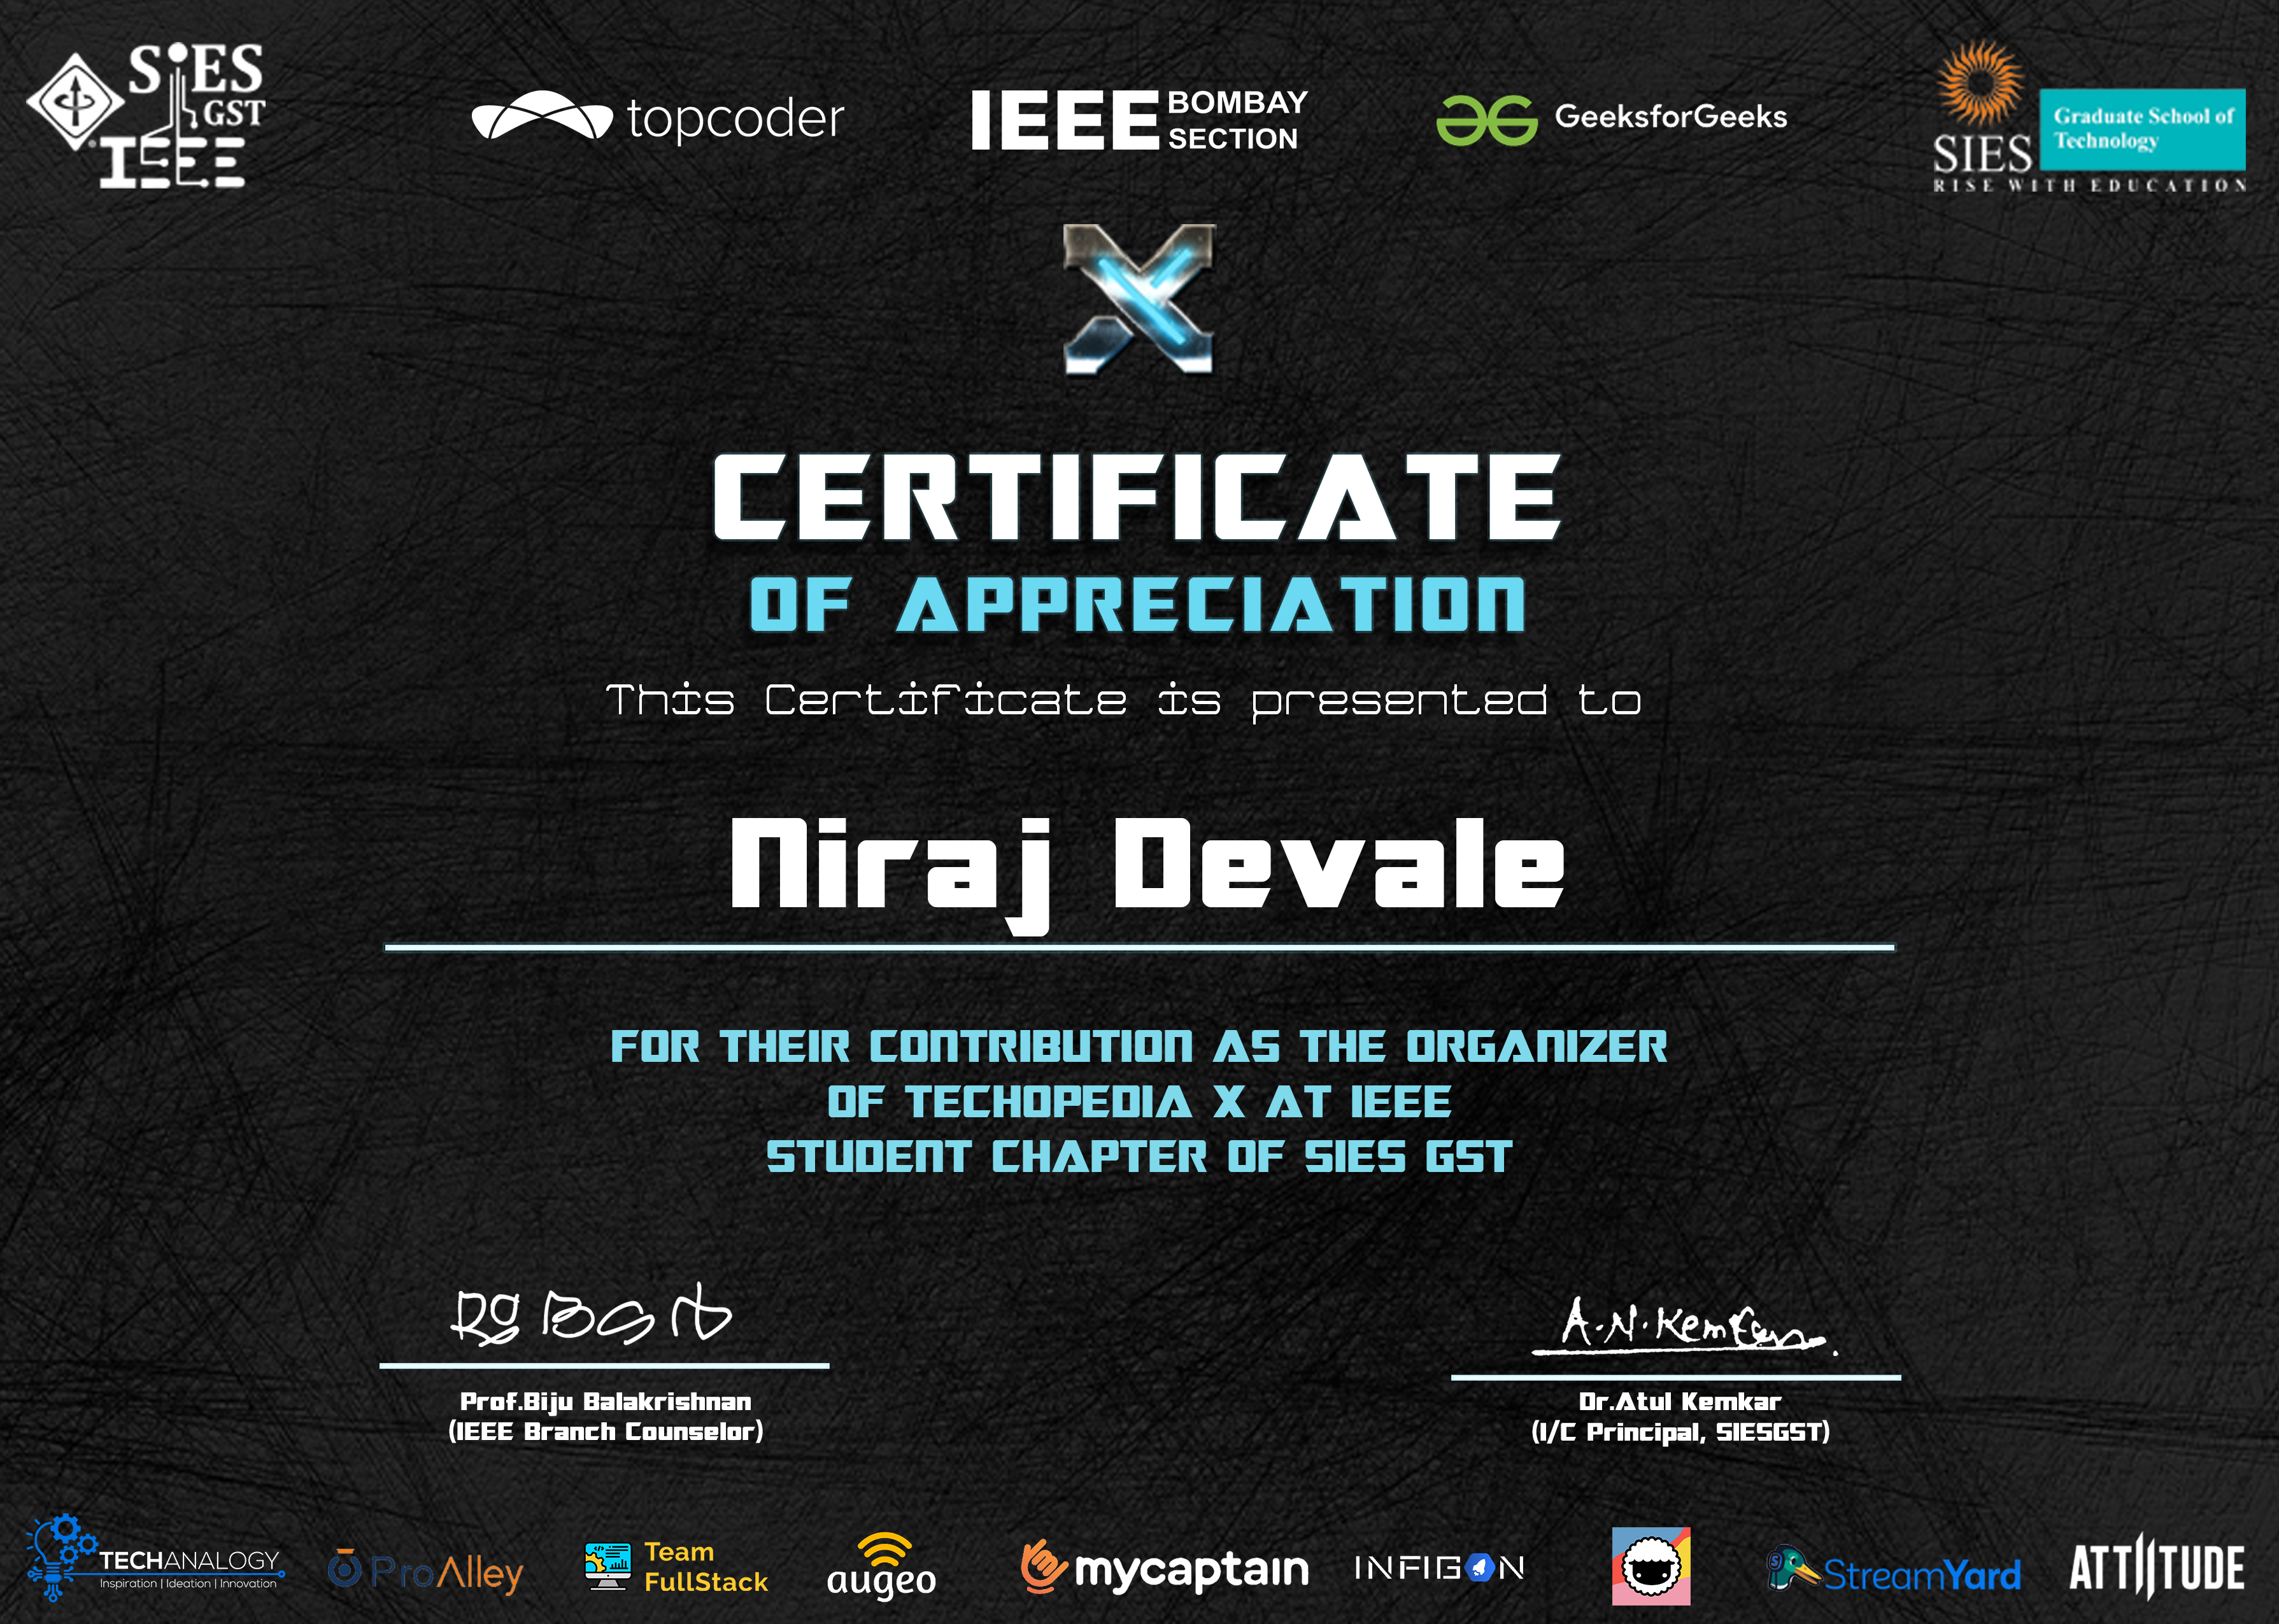 SiES
GST
IEEE
topcoder
IEEE BOMBAY
SECTION
GeeksforGeeks
SIES
Graduate School of
Technology
RISE WITH EDUCATION
X
CERTIFICATE
OF APPRECIATION
This Certificate is presented to
Niraj Devale
FOR THEIR CONTRIBUTION AS THE ORGANIZER
OF TECHOPEDIA X AT IEEE
STUDENT CHAPTER OF SIES GST
A.N.Kemkar
Prof.Biju Balakrishnan
(IEEE Branch Counselor)
Dr.Atul Kemkar
(I/C Principal, SIESGST)
TECHANALOGY
Inspiration | Ideation | Innovation
ProAlley
Team
FullStack
augeo
mycaptain
INFIGON
StreamYard
ATTITUDE